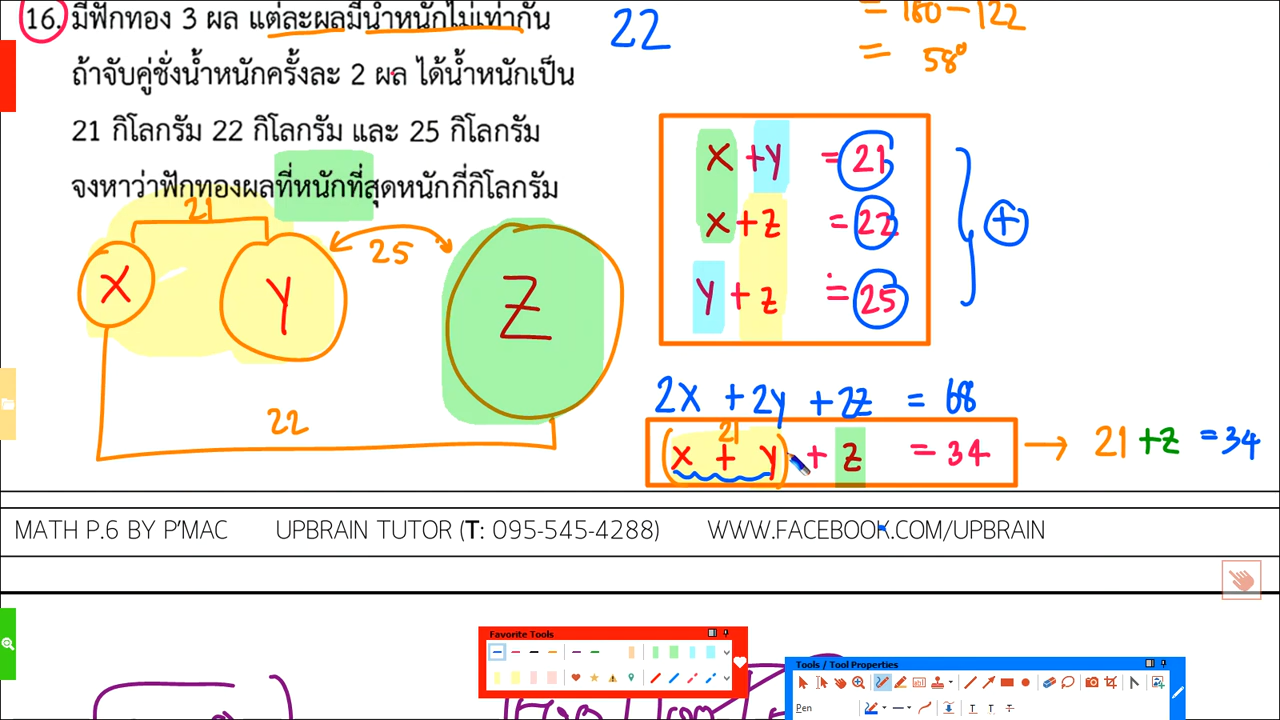 16. มีฟักทอง 3 ผล แต่ละผลมีน้ำหนักไม่เท่ากัน
ถ้าจับคู่ชั่งน้ำหนักครั้งละ 2 ผล ได้น้ำหนักเป็น
21 กิโลกรัม 22 กิโลกรัม และ 25 กิโลกรัม
จงหาว่าฟักทองผลที่หนักที่สุดหนักกี่กิโลกรัม
22
= 180 - 122
= 58°
x + y = 21
x + z = 22
y + z = 25
+
21
25
x y z
22
2x + 2y + 2z = 68
21
(x + y) + z = 34 → 21 + z = 34
MATH P.6 BY P'MAC UPBRAIN TUTOR (T: 095-545-4288) WWW.FACEBOOK.COM/UPBRAIN
Favorite Tools
Tools / Tool Properties
Pen